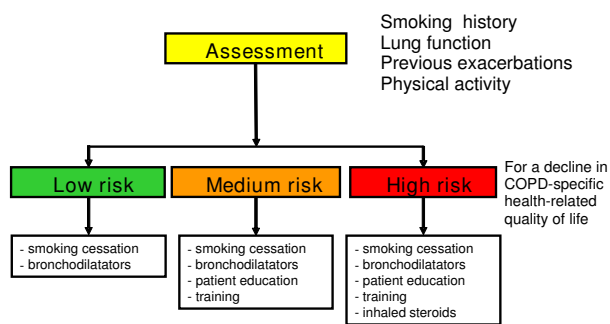 Assessment
Smoking history
Lung function
Previous exacerbations
Physical activity
Low risk
Medium risk
High risk
For a decline in
COPD-specific
health-related
quality of life
- smoking cessation
- bronchodilatators
- smoking cessation
- bronchodilatators
- patient education
- training
- smoking cessation
- bronchodilatators
- patient education
- training
- inhaled steroids